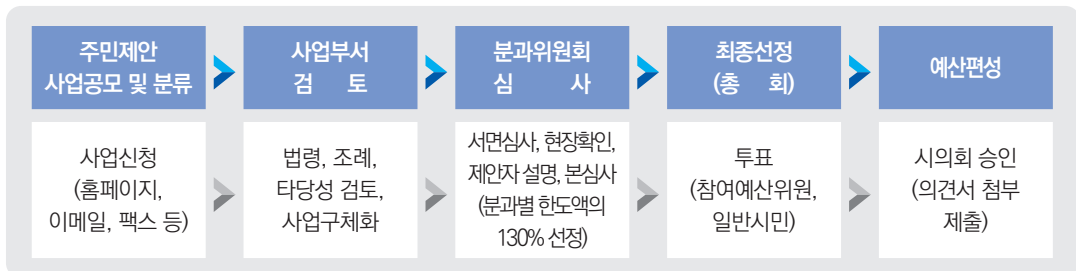 주민제안
사업공모 및 분류
사업부서
검 토
분과위원회
심 사
최종선정
(총 회)
예산편성
사업신청
(홈페이지,
이메일, 팩스 등)
법령, 조례,
타당성 검토,
사업구체화
서면심사, 현장확인,
제안자 설명, 본심사
(분과별 한도액의
130% 선정)
투표
(참여예산위원,
일반시민)
시의회 승인
(의견서 첨부
제출)